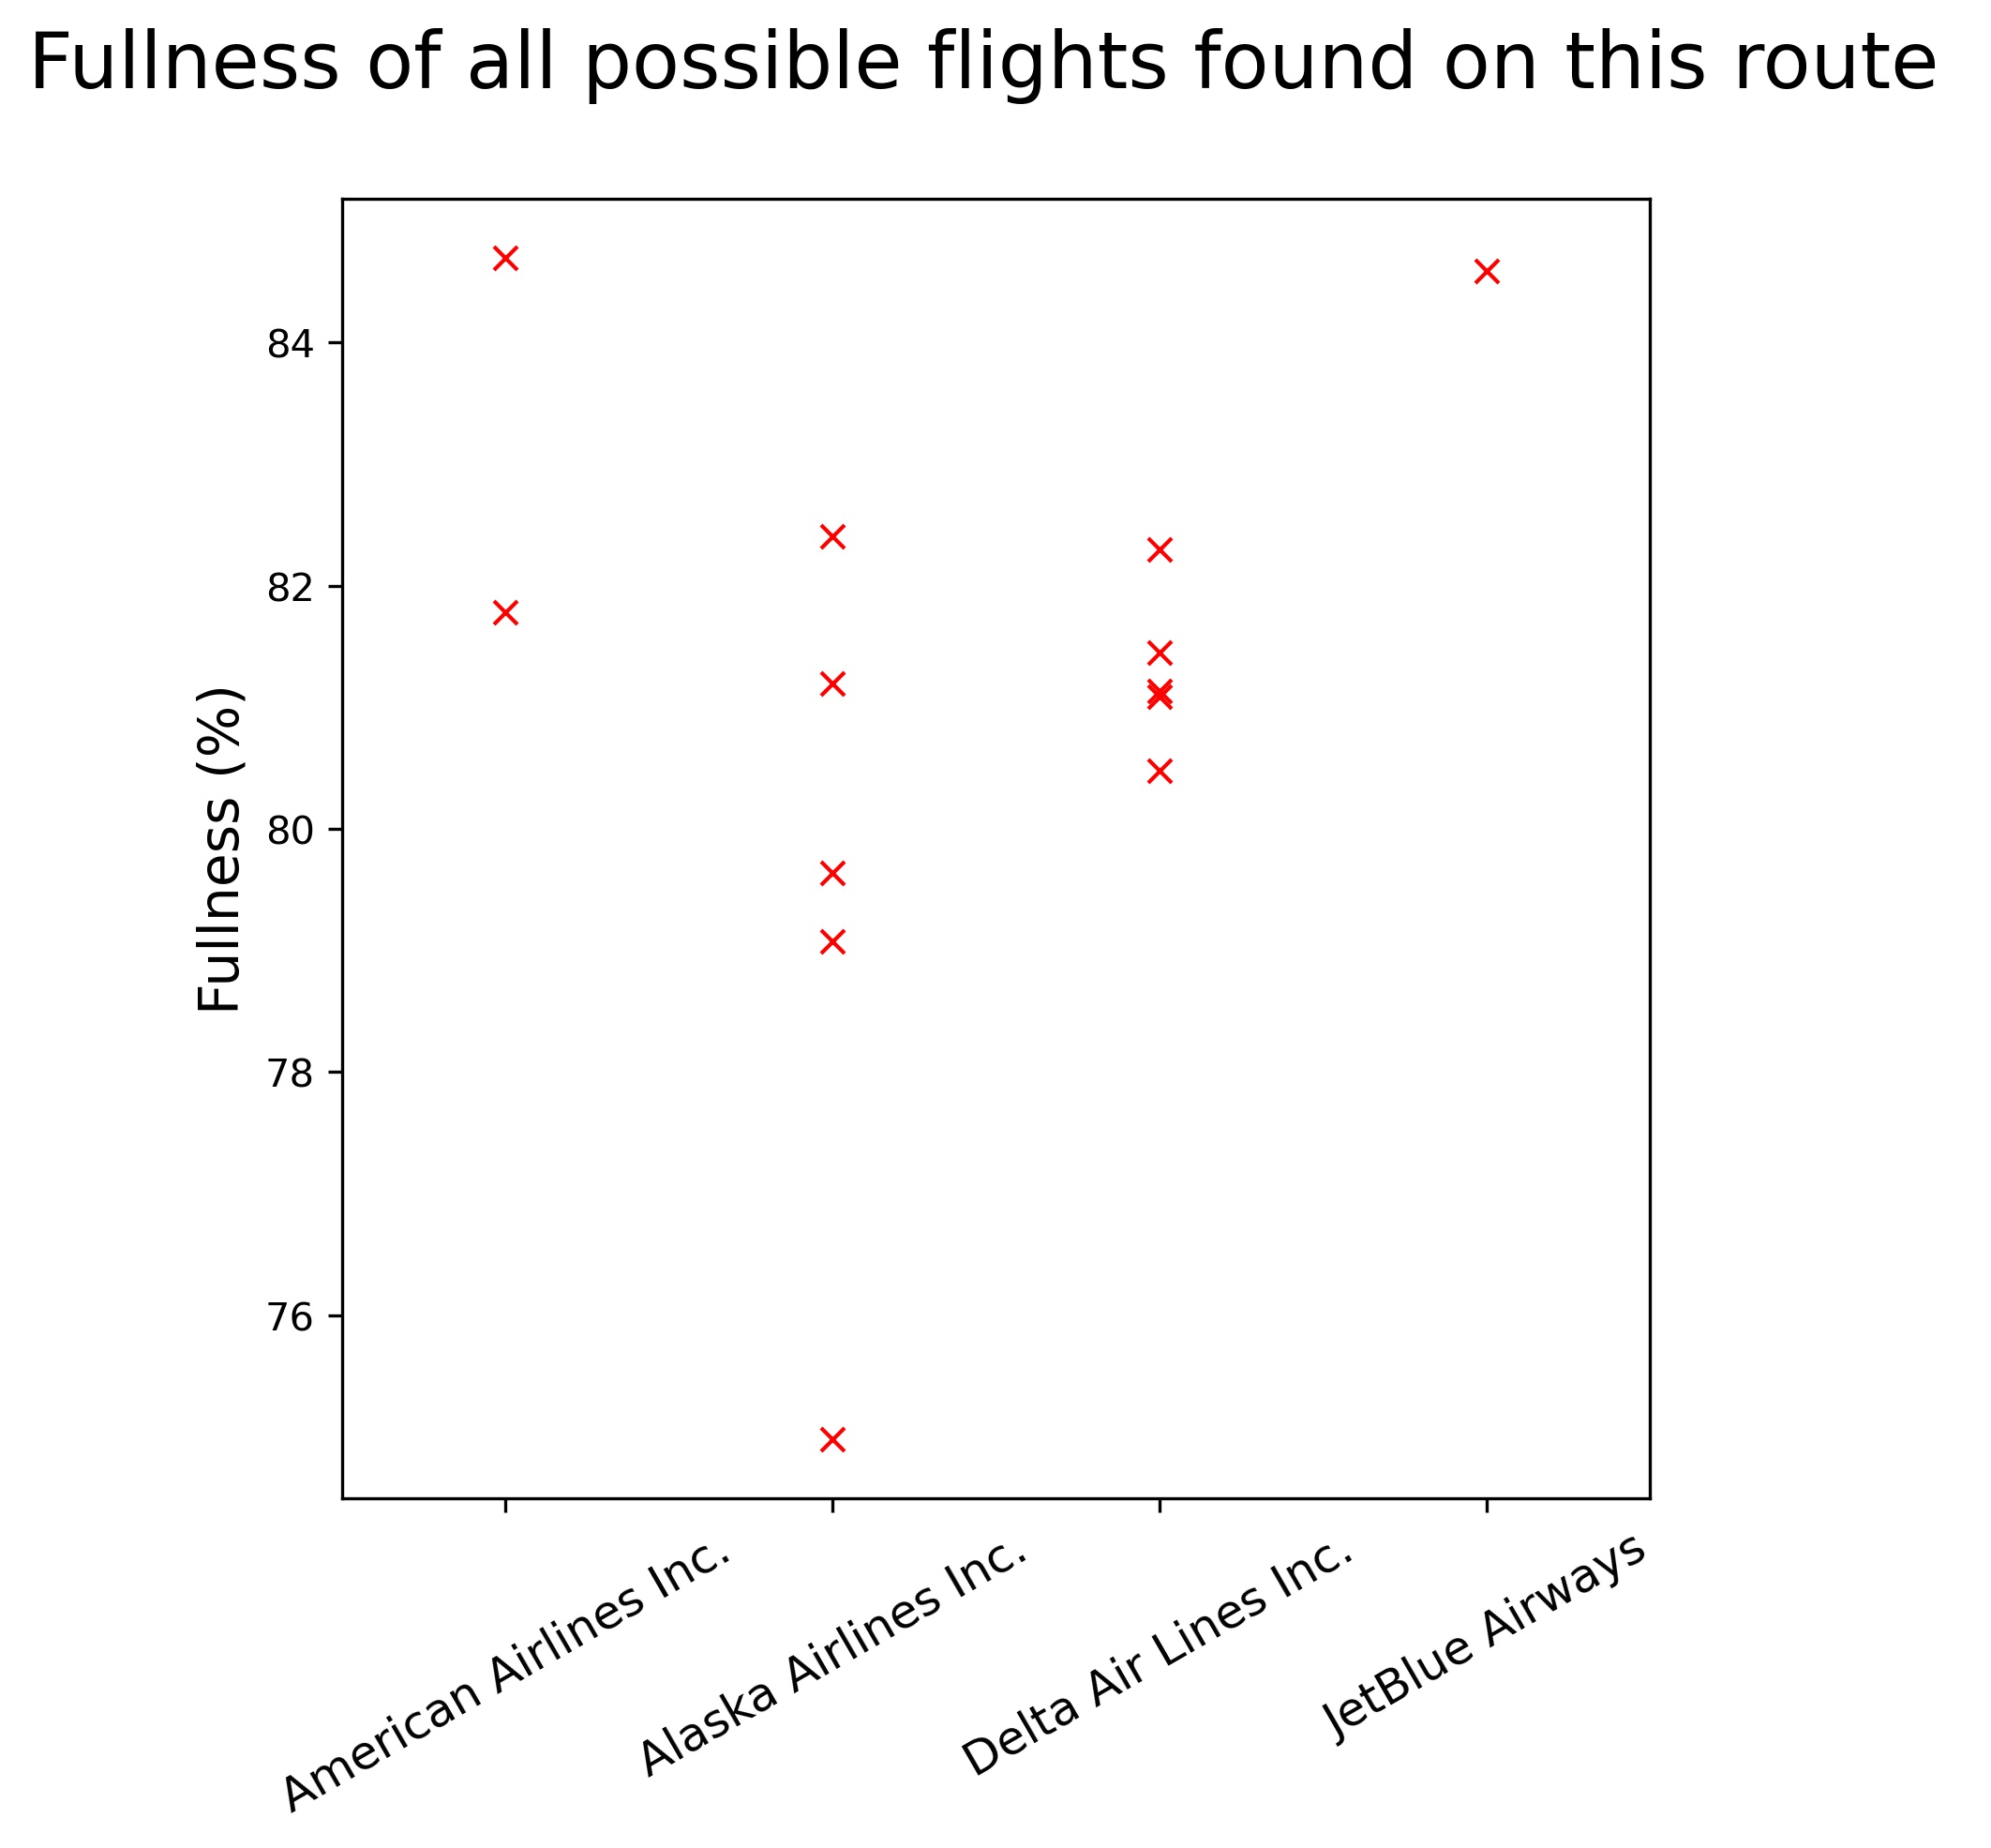 Fullness of all possible flights found on this route
Fullness (%)
84
82
80
78
76
American Airlines Inc.
Alaska Airlines Inc.
Delta Air Lines Inc.
JetBlue Airways